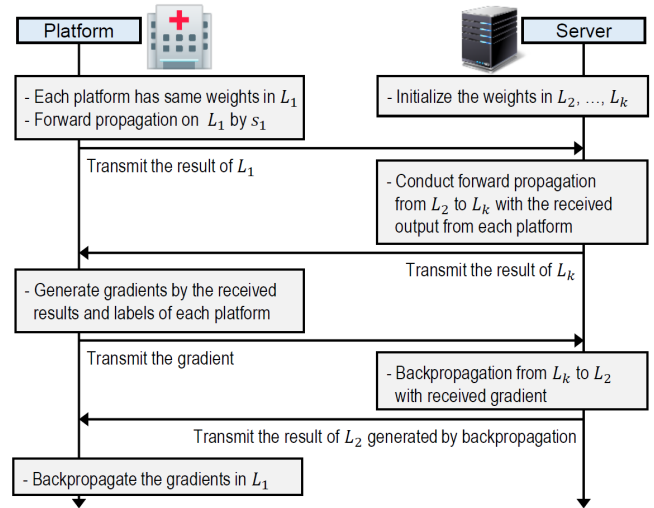 Platform
Server
- Each platform has same weights in L₁
- Forward propagation on L₁ by s₁
- Initialize the weights in L₂, …, Lₖ
Transmit the result of L₁
- Conduct forward propagation
from L₂ to Lₖ with the received
output from each platform
Transmit the result of Lₖ
- Generate gradients by the received
results and labels of each platform
Transmit the gradient
- Backpropagation from Lₖ to L₂
with received gradient
Transmit the result of L₂ generated by backpropagation
- Backpropagate the gradients in L₁